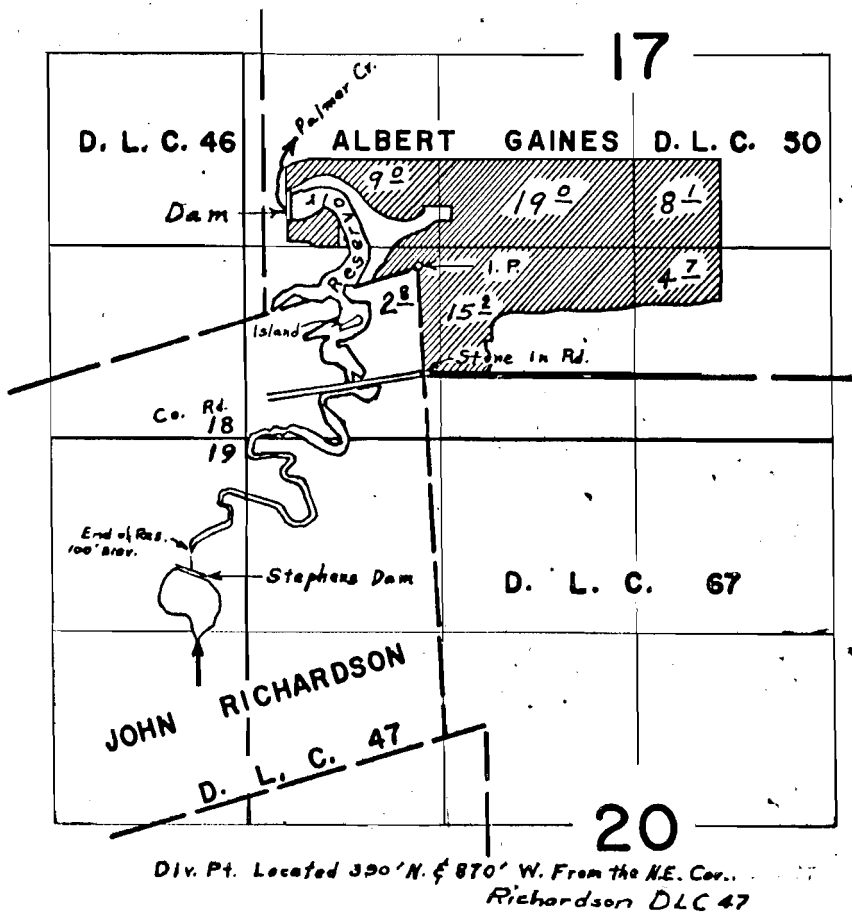 17
Palmer Cr.
D. L. C. 46 ALBERT GAINES D. L. C. 50
9 0
19 0
8 1
Dam
Reservoir
I. P.
4 7
2 8
15 2
Island
Stone in Rd.
Co. Rd.
18
19
End of Res.
100' elev.
Stephens Dam
D. L. C. 67
JOHN RICHARDSON
D. L. C. 47
20
Div. Pt. Located 390' N. & 870' W. From the N.E. Cor.
Richardson DLC 47